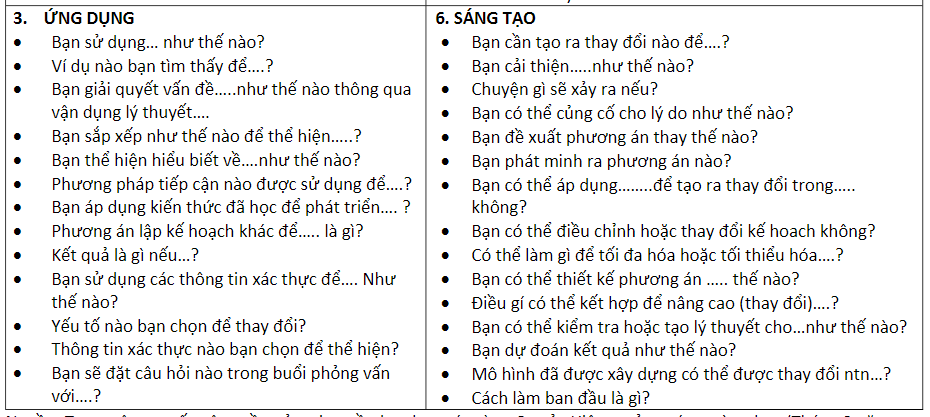 3. ỨNG DỤNG
• Bạn sử dụng… như thế nào?
• Ví dụ nào bạn tìm thấy để….?
• Bạn giải quyết vấn đề…..như thế nào thông qua
vận dụng lý thuyết….
• Bạn sắp xếp như thế nào để thể hiện…..?
• Bạn thể hiện hiểu biết về….như thế nào?
• Phương pháp tiếp cận nào được sử dụng để….?
• Bạn áp dụng kiến thức đã học để phát triển…. ?
• Phương án lập kế hoạch khác để….. là gì?
• Kết quả là gì nếu…?
• Bạn sử dụng các thông tin xác thực để…. Như
thế nào?
• Yếu tố nào bạn chọn để thay đổi?
• Thông tin xác thực nào bạn chọn để thể hiện?
• Bạn sẽ đặt câu hỏi nào trong buổi phỏng vấn
với….?
6. SÁNG TẠO
• Bạn cần tạo ra thay đổi nào để….?
• Bạn cải thiện…..như thế nào?
• Chuyện gì sẽ xảy ra nếu?
• Bạn có thể củng cố cho lý do như thế nào?
• Bạn đề xuất phương án thay thế nào?
• Bạn phát minh ra phương án nào?
• Bạn có thể áp dụng……..để tạo ra thay đổi trong…..
không?
• Bạn có thể điều chỉnh hoặc thay đổi kế hoach không?
• Có thể làm gì để tối đa hóa hoặc tối thiểu hóa….?
• Bạn có thể thiết kế phương án ….. thế nào?
• Điều gí có thể kết hợp để nâng cao (thay đổi)….?
• Bạn có thể kiểm tra hoặc tạo lý thuyết cho…như thế nào?
• Bạn dự đoán kết quả như thế nào?
• Mô hình đã được xây dựng có thể được thay đổi ntn…?
• Cách làm ban đầu là gì?